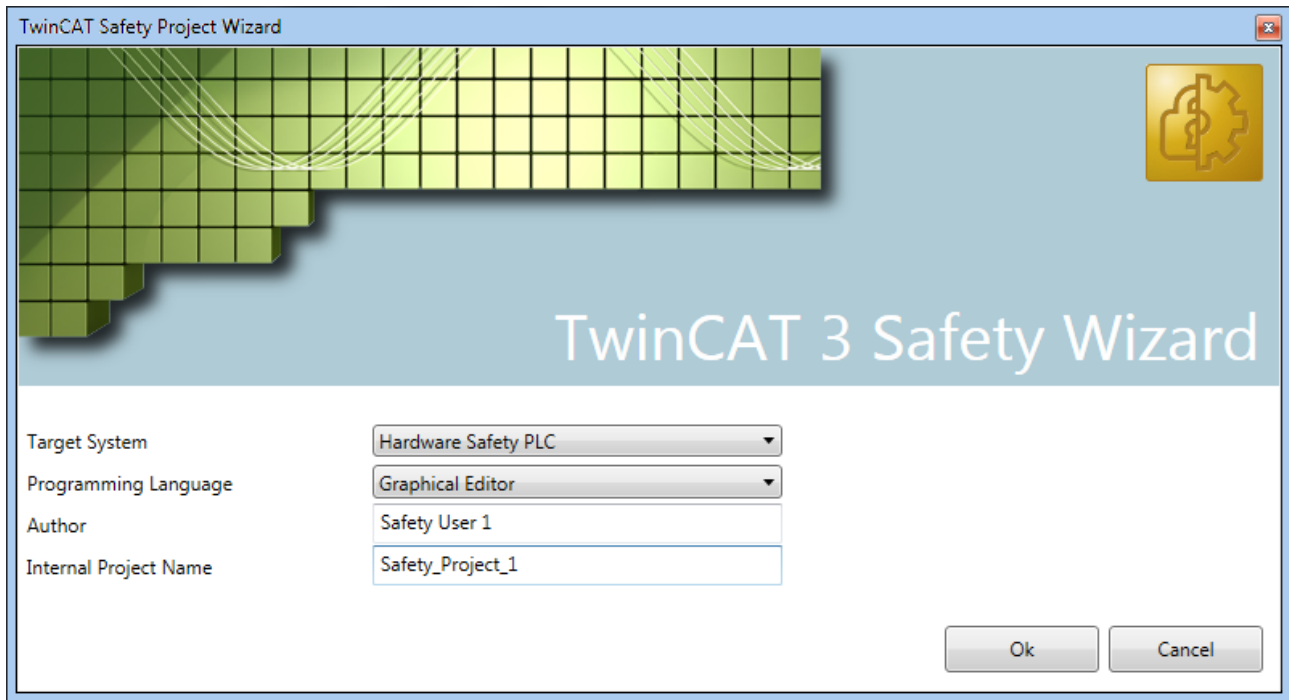 TwinCAT Safety Project Wizard
TwinCAT 3 Safety Wizard
Target System
Hardware Safety PLC
Programming Language
Graphical Editor
Author
Safety User 1
Internal Project Name
Safety_Project_1
Ok
Cancel